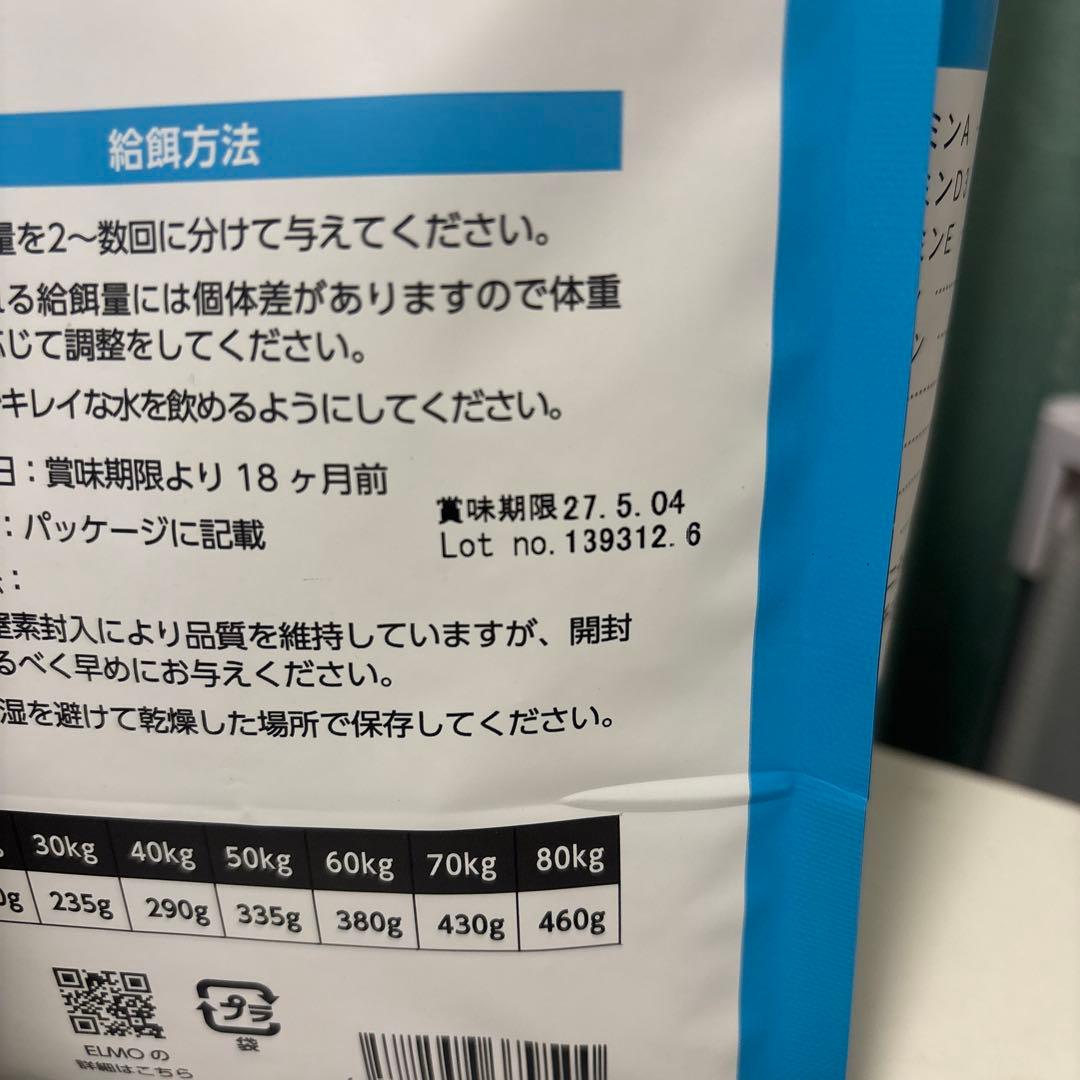 給餌方法
量を2〜数回に分けて与えてください。
る給餌量には個体差がありますので体重
じて調整をしてください。
キレイな水を飲めるようにしてください。
日：賞味期限より 18 ヶ月前
：パッケージに記載
賞味期限27.5.04
Lot no.139312.6
：
窒素封入により品質を維持していますが、開封
るべく早めにお与えください。
湿を避けて乾燥した場所で保存してください。
30kg 40kg 50kg 60kg 70kg 80kg
0g 235g 290g 335g 380g 430g 460g
プラ
袋
ELMO の
詳細はこちら
ミンA
ミンD3
ミンE
ン